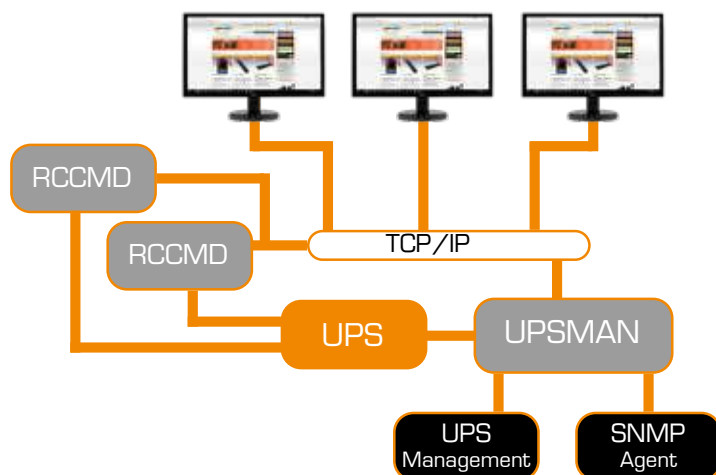 RCCMD
RCCMD
TCP/IP
UPS
UPSMAN
UPS
Management
SNMP
Agent